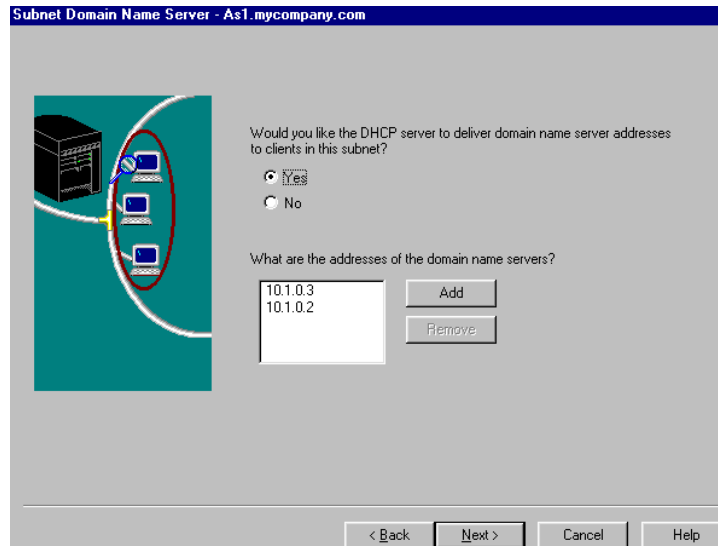 Subnet Domain Name Server - As1.mycompany.com
Would you like the DHCP server to deliver domain name server addresses
to clients in this subnet?
Yes
No
What are the addresses of the domain name servers?
10.1.0.3
10.1.0.2
Add
Remove
< Back
Next >
Cancel
Help